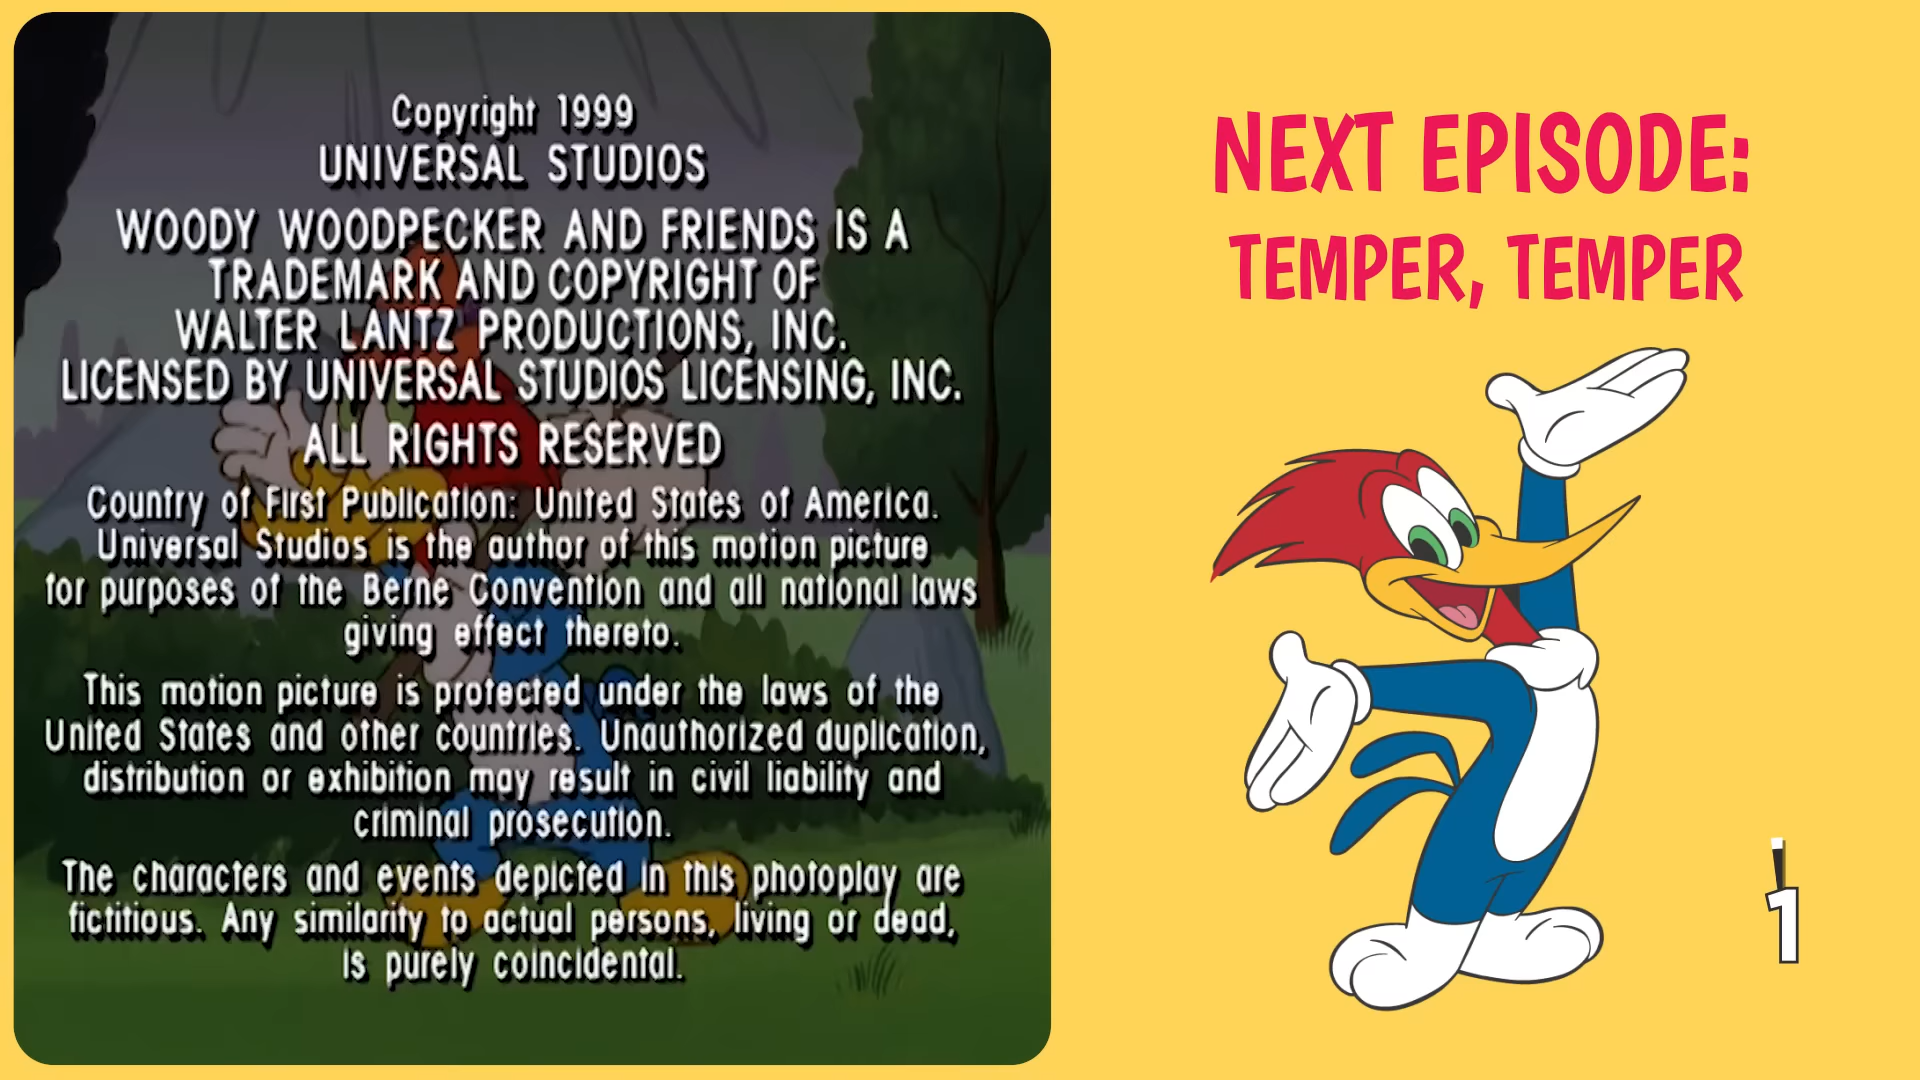 Copyright 1999
UNIVERSAL STUDIOS
WOODY WOODPECKER AND FRIENDS IS A
TRADEMARK AND COPYRIGHT OF
WALTER LANTZ PRODUCTIONS, INC.
LICENSED BY UNIVERSAL STUDIOS LICENSING, INC.
ALL RIGHTS RESERVED
Country of First Publication: United States of America.
Universal Studios is the author of this motion picture
for purposes of the Berne Convention and all national laws
giving effect thereto.
This motion picture is protected under the laws of the
United States and other countries. Unauthorized duplication,
distribution or exhibition may result in civil liability and
criminal prosecution.
The characters and events depicted in this photoplay are
fictitious. Any similarity to actual persons, living or dead,
is purely coincidental.
NEXT EPISODE:
TEMPER, TEMPER
1